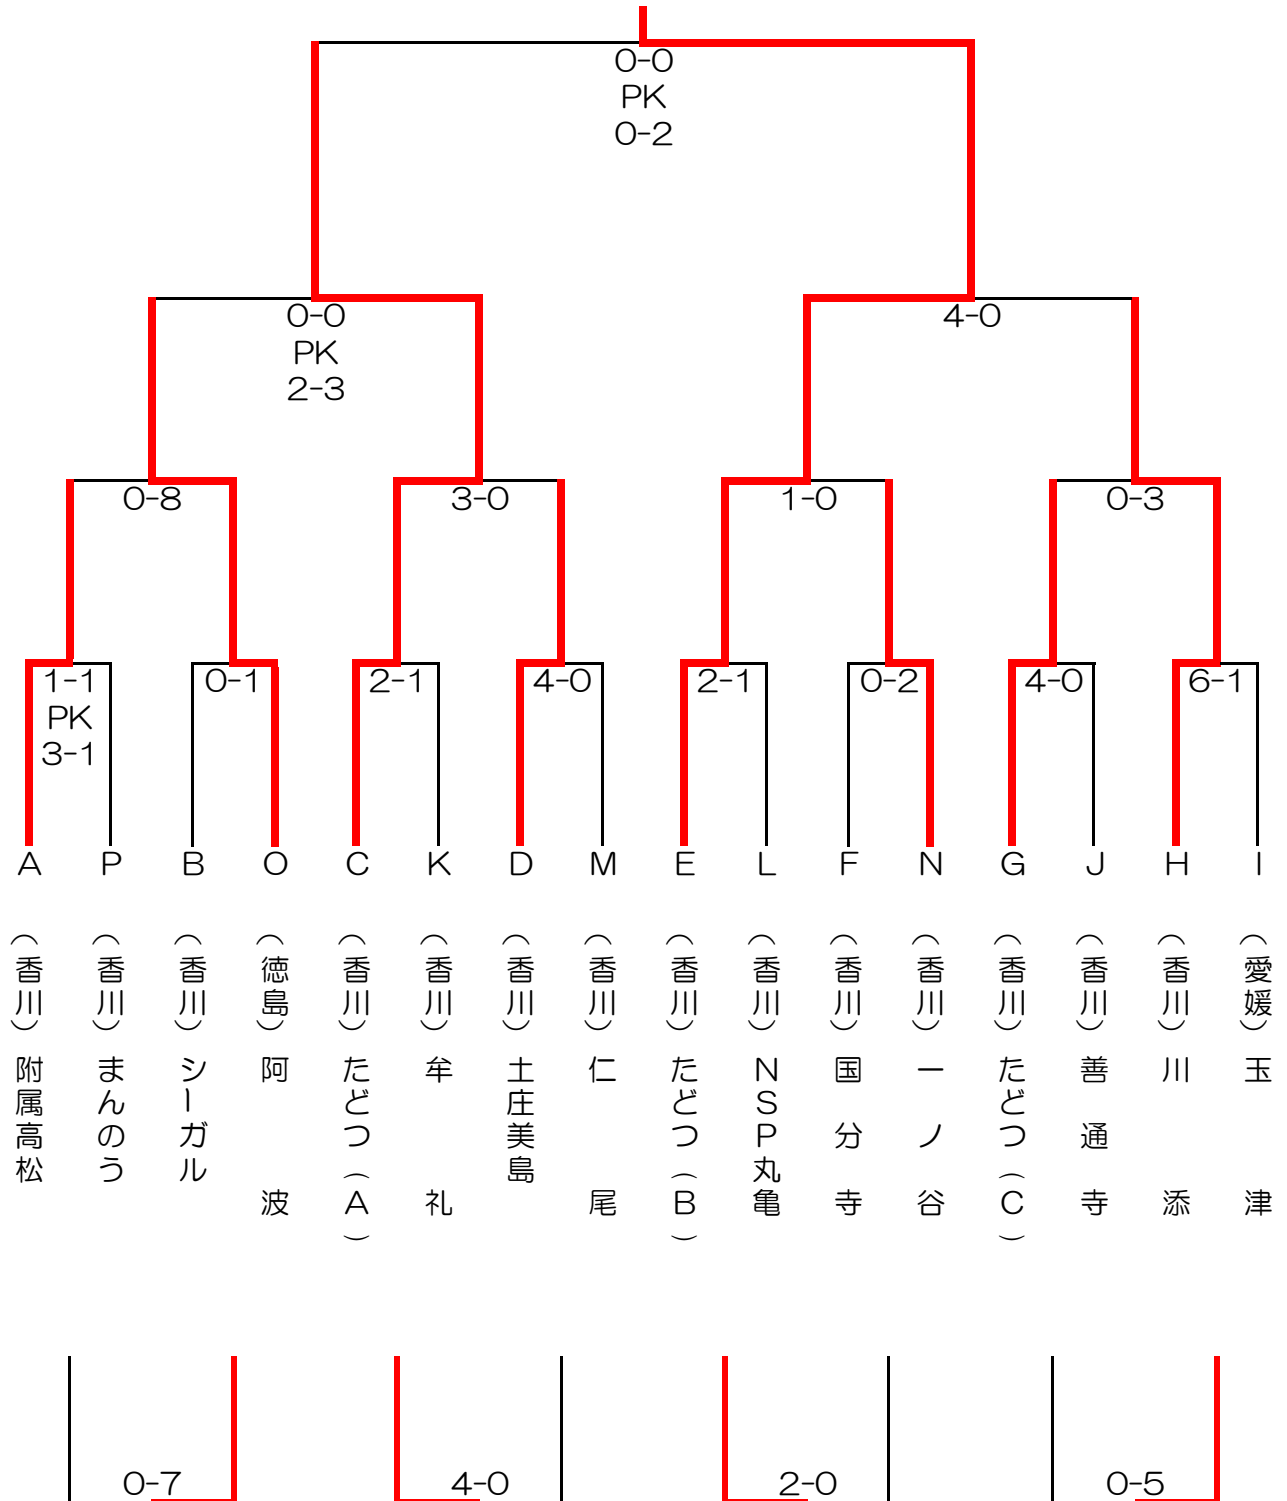 0-0
PK
0-2
0-0
PK
2-3
4-0
0-8
3-0
1-0
0-3
1-1
PK
3-1
0-1
2-1
4-0
2-1
0-2
4-0
6-1
A
P
B
O
C
K
D
M
E
L
F
N
G
J
H
I
（香川）附属高松
（香川）まんのう
（香川）シーガル
（徳島）阿波
（香川）たどつ（A）
（香川）牟礼
（香川）土庄美島
（香川）仁尾
（香川）たどつ（B）
（香川）NSP丸亀
（香川）国分寺
（香川）一ノ谷
（香川）たどつ（C）
（香川）善通寺
（香川）川添
（愛媛）玉津
0-7
4-0
2-0
0-5